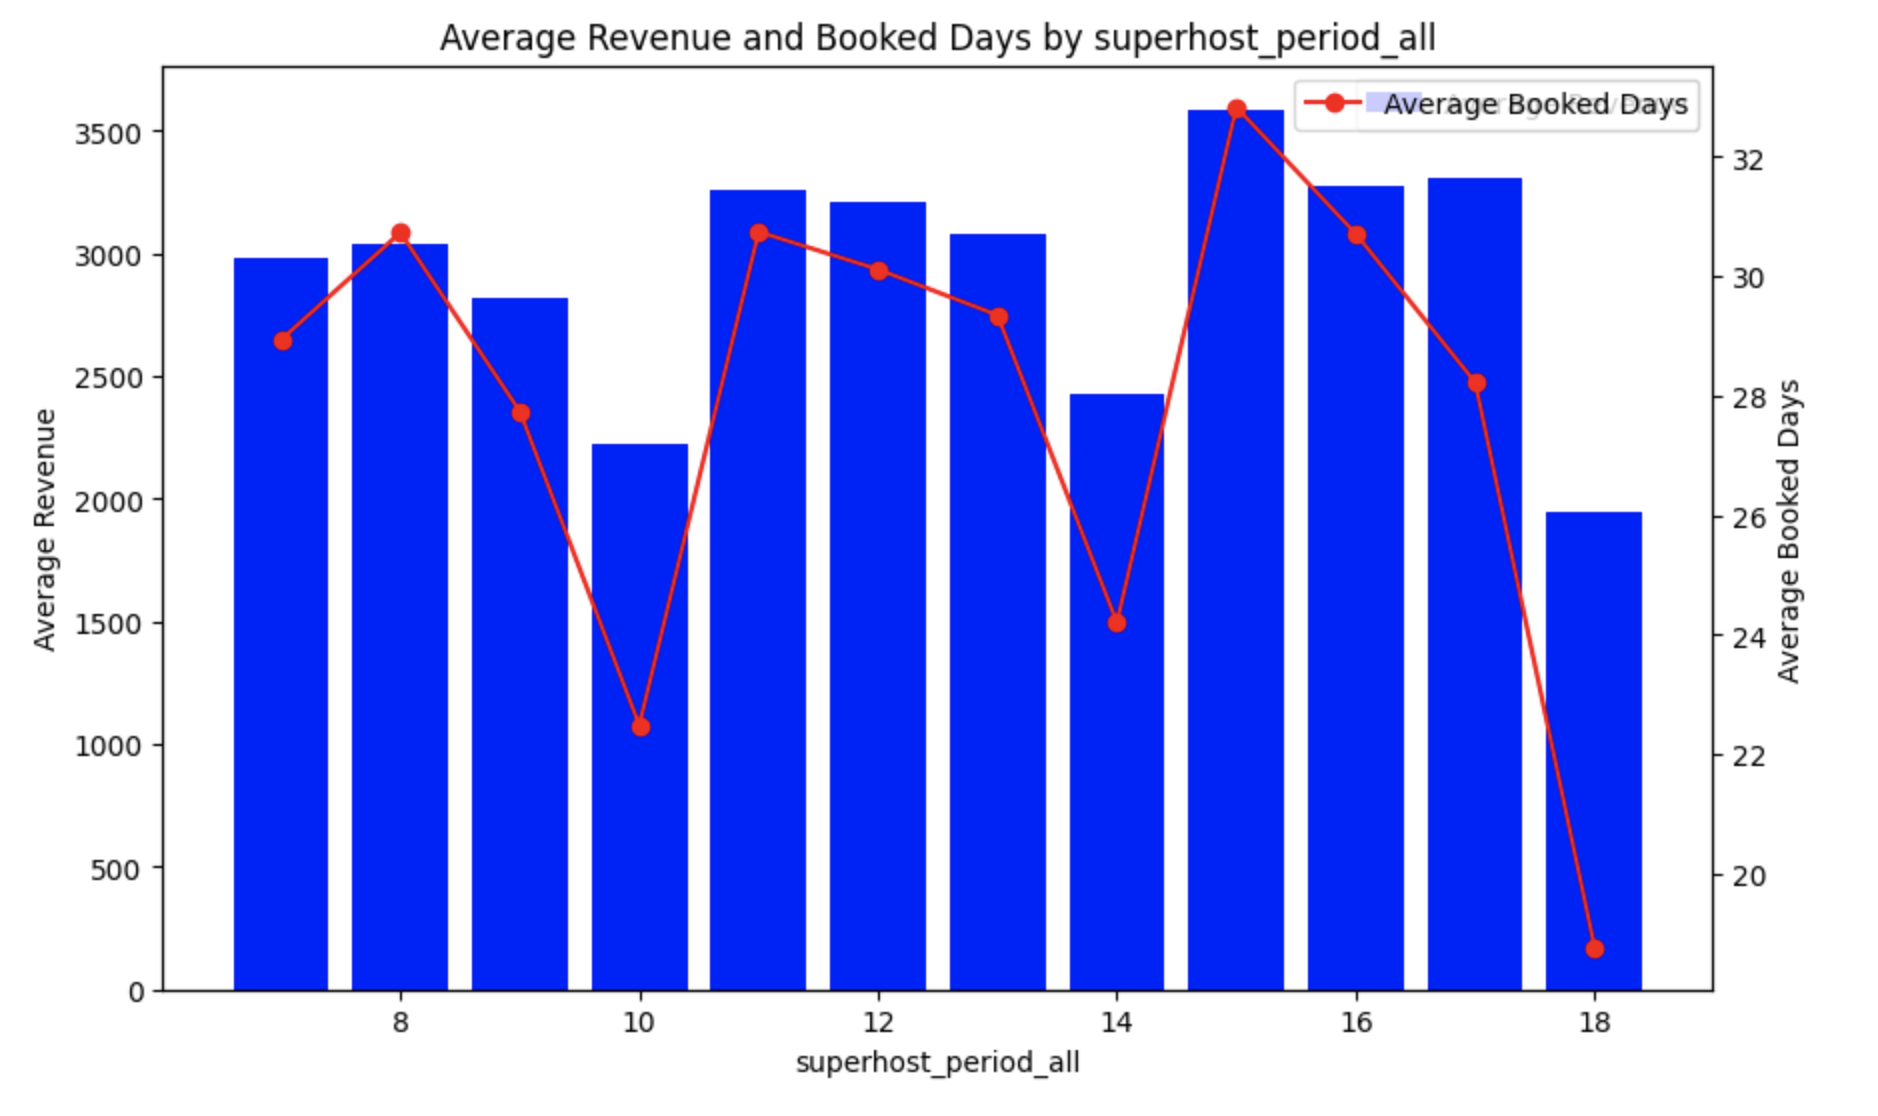 Average Revenue and Booked Days by superhost_period_all
Average Booked Days
3500
3000
2500
2000
1500
1000
500
0
Average Revenue
32
30
28
26
24
22
20
Average Booked Days
8 10 12 14 16 18
superhost_period_all